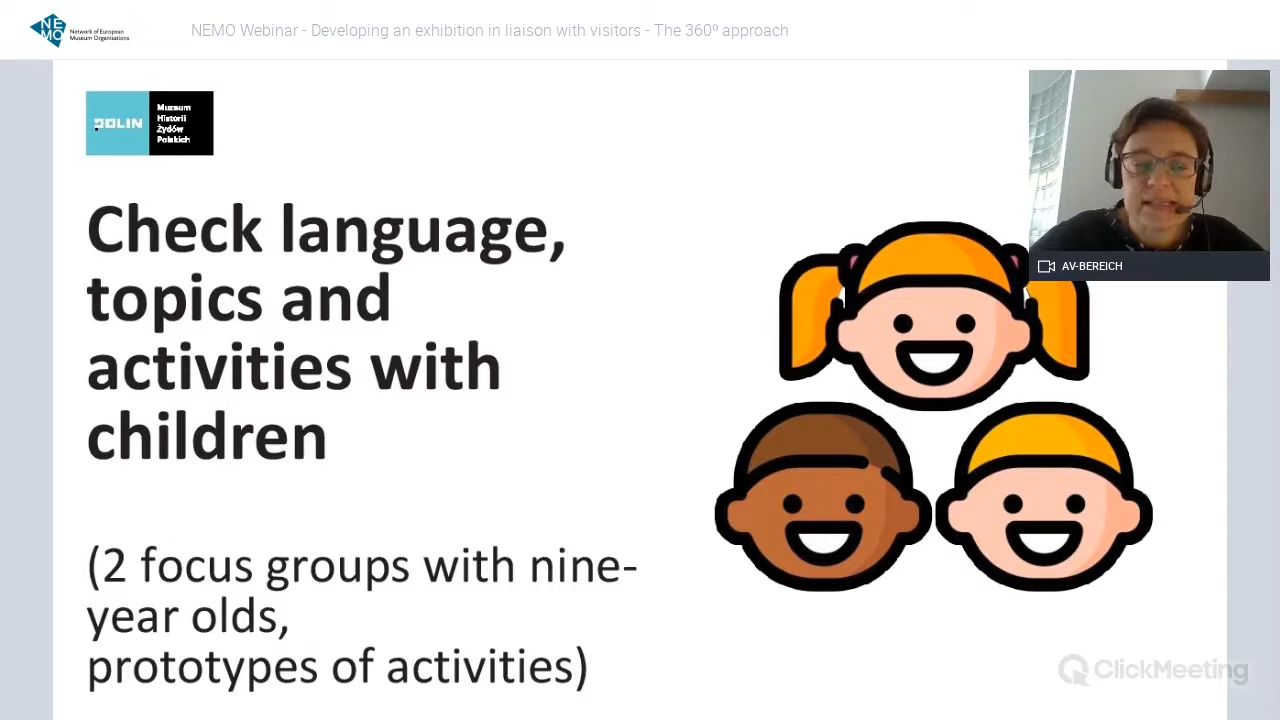 NEMO
Network of European
Museum Organisations
NEMO Webinar - Developing an exhibition in liaison with visitors - The 360º approach
POLIN
Muzeum
Historii
Żydów
Polskich
AV-BEREICH
Check language,
topics and
activities with
children
(2 focus groups with nine-
year olds,
prototypes of activities)
ClickMeeting